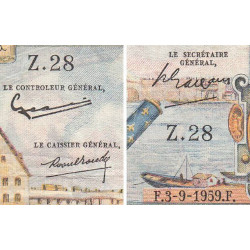 Z.28
LE CONTROLEUR GÉNÉRAL,
LE CAISSIER GÉNÉRAL,
LE SECRÉTAIRE
GÉNÉRAL,
Z.28
F.3-9-1959.F.